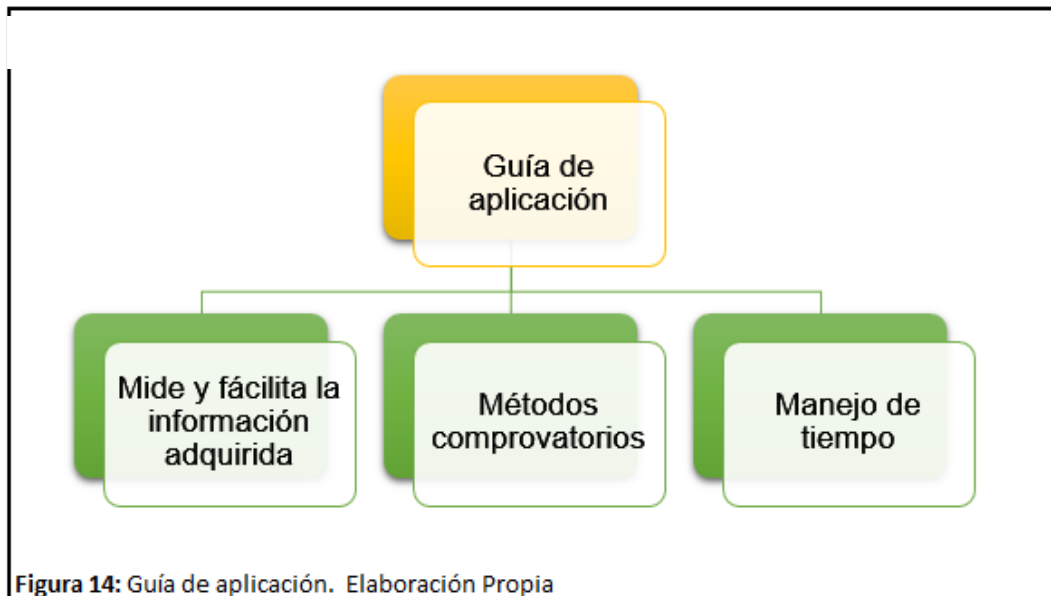 Guía de
aplicación
Mide y fácilita la
información
adquirida
Métodos
comprovatorios
Manejo de
tiempo
Figura 14: Guía de aplicación. Elaboración Propia